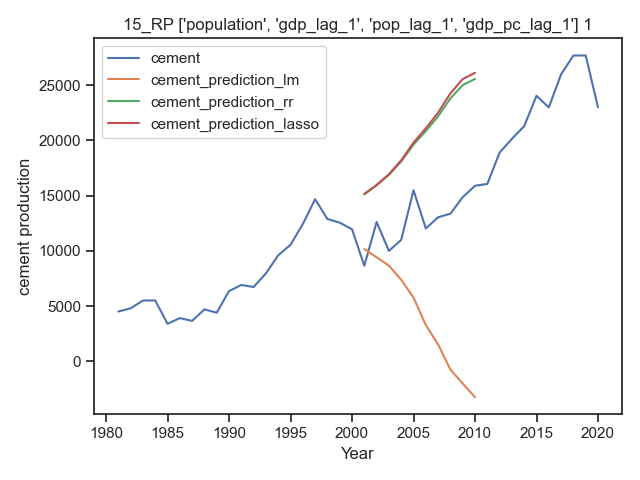 15_RP ['population', 'gdp_lag_1', 'pop_lag_1', 'gdp_pc_lag_1'] 1
cement
cement_prediction_lm
cement_prediction_rr
cement_prediction_lasso
cement production
25000
20000
15000
10000
5000
0
1980 1985 1990 1995 2000 2005 2010 2015 2020
Year